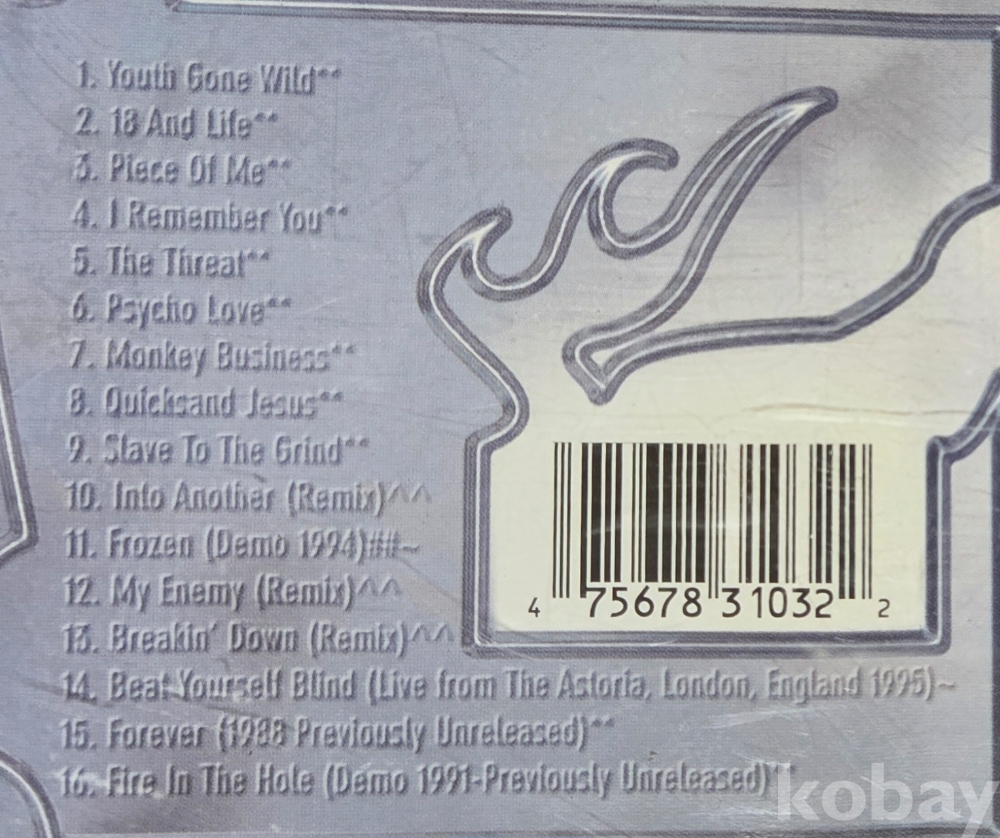 1. Youth Gone Wild**
2. 18 And Life**
3. Piece Of Me**
4. I Remember You**
5. The Threat**
6. Psycho Love**
7. Monkey Business**
8. Quicksand Jesus**
9. Slave To The Grind**
10. Into Another (Remix)^^
11. Frozen (Demo 1994)##~
12. My Enemy (Remix)^^
13. Breakin' Down (Remix)^^
14. Beat Yourself Blind (Live from The Astoria, London, England 1995)~
15. Forever (1988 Previously Unreleased)**
16. Fire In The Hole (Demo 1991-Previously Unreleased)
4 75678 31032 2
kobay